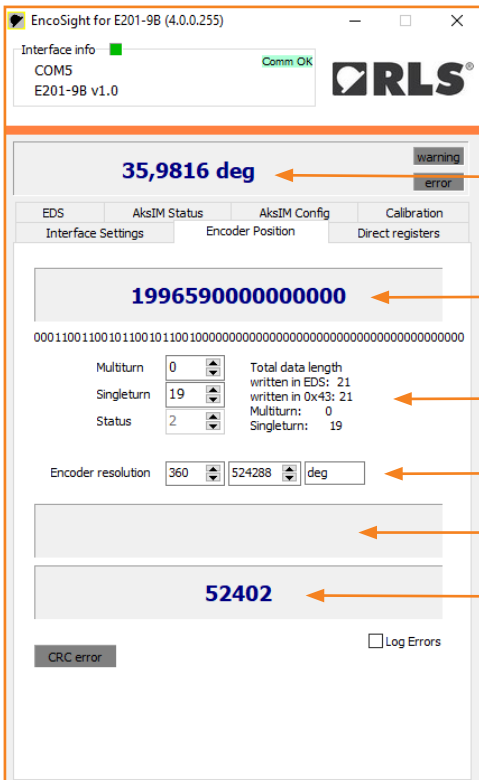 EncoSight for E201-9B (4.0.0.255)
Interface info
COM5
Comm OK
E201-9B v1.0
RLS®
35,9816 deg
warning
error
EDS AksIM Status AksIM Config Calibration
Interface Settings Encoder Position Direct registers
1996590000000000
0001100110010110010110010000000000000000000000000000000000000000
Multiturn 0
Singleturn 19
Status 2
Total data length
written in EDS: 21
written in 0x43: 21
Multiturn: 0
Singleturn: 19
Encoder resolution 360 524288 deg
52402
Log Errors
CRC error